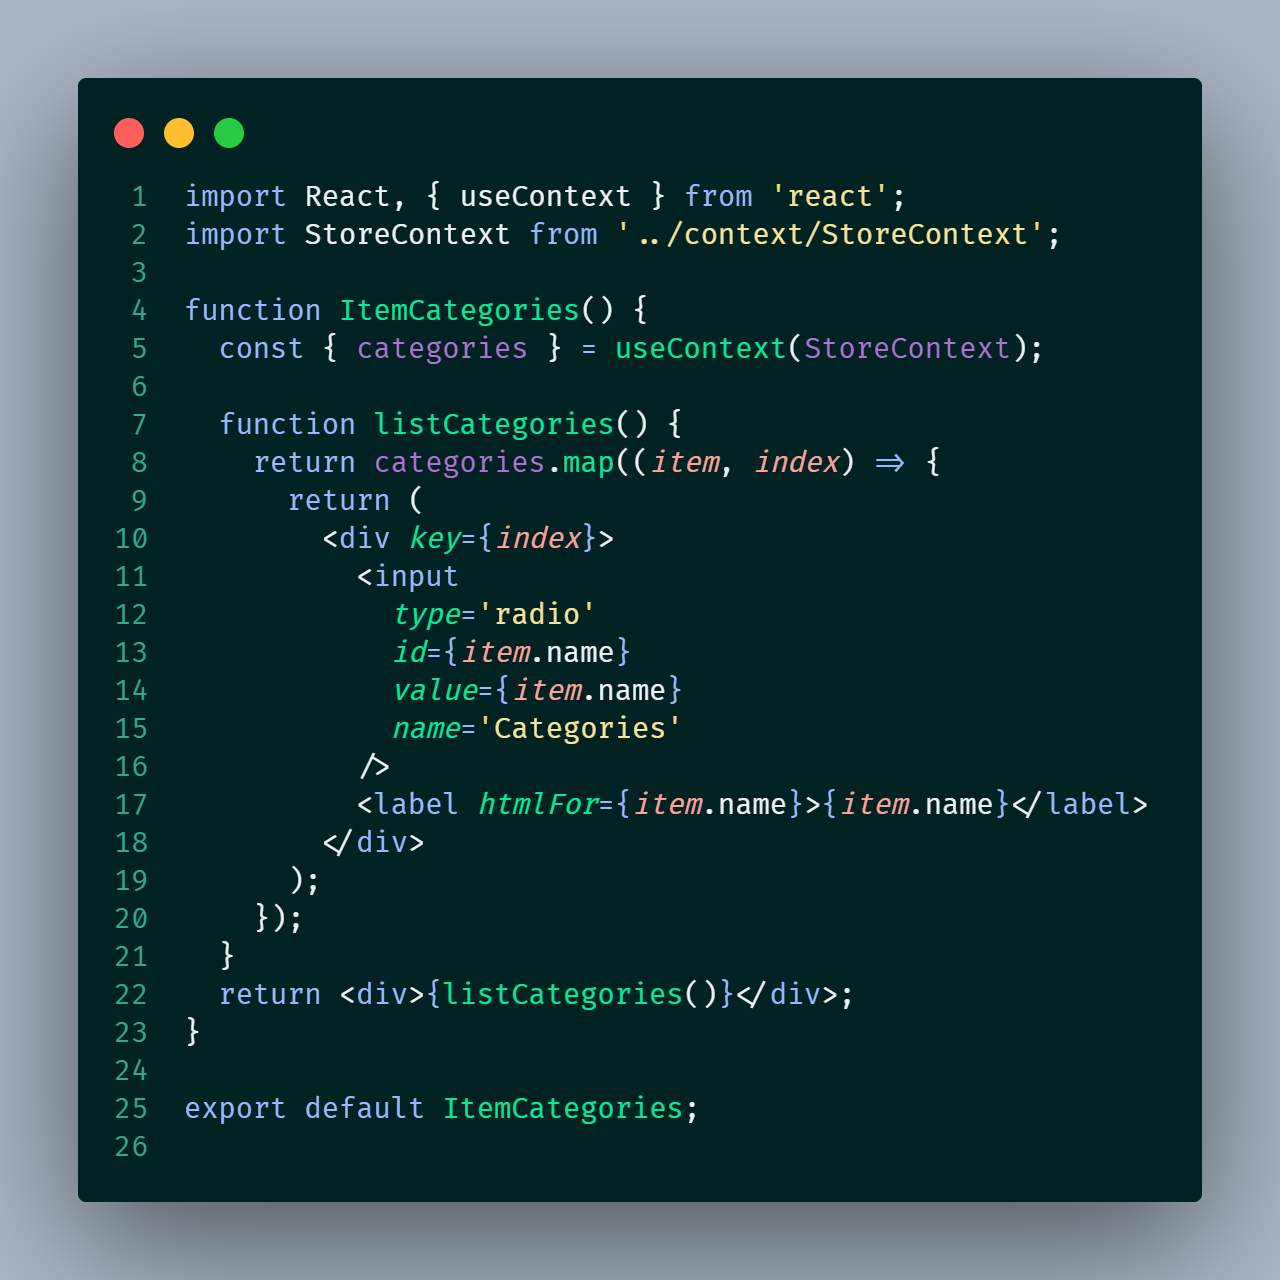 1 import React, { useContext } from 'react';
2 import StoreContext from '../context/StoreContext';
3
4 function ItemCategories() {
5   const { categories } = useContext(StoreContext);
6
7   function listCategories() {
8     return categories.map((item, index) => {
9       return (
10         <div key={index}>
11           <input
12             type='radio'
13             id={item.name}
14             value={item.name}
15             name='Categories'
16           />
17           <label htmlFor={item.name}>{item.name}</label>
18         </div>
19       );
20     });
21   }
22   return <div>{listCategories()}</div>;
23 }
24
25 export default ItemCategories;
26